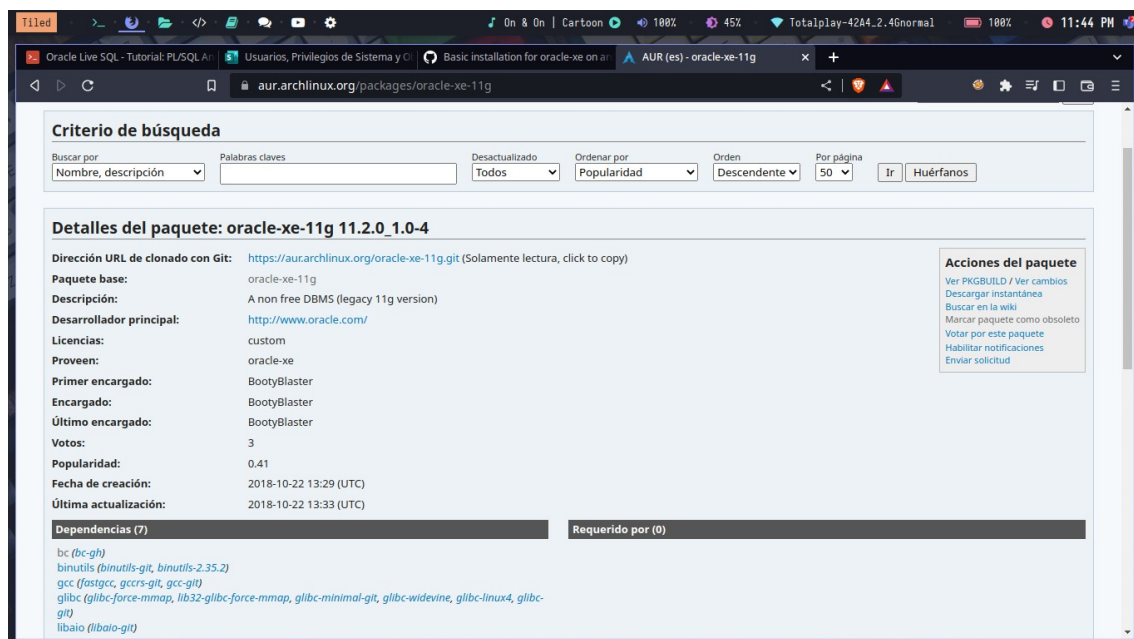 Tiled
On & On | Cartoon
100%
45%
Totalplay-42A4_2.4Gnormal
100%
11:44 PM
Oracle Live SQL - Tutorial: PL/SQL An
Usuarios, Privilegios de Sistema y O
Basic installation for oracle-xe on ar
AUR (es) - oracle-xe-11g
aur.archlinux.org/packages/oracle-xe-11g
Criterio de búsqueda
Buscar por Palabras claves Desactualizado Ordenar por Orden Por página
Nombre, descripción Todos Popularidad Descendente 50 Ir Huérfanos
Detalles del paquete: oracle-xe-11g 11.2.0_1.0-4
Dirección URL de clonado con Git: https://aur.archlinux.org/oracle-xe-11g.git (Solamente lectura, click to copy)
Paquete base: oracle-xe-11g
Descripción: A non free DBMS (legacy 11g version)
Desarrollador principal: http://www.oracle.com/
Licencias: custom
Proveen: oracle-xe
Primer encargado: BootyBlaster
Encargado: BootyBlaster
Último encargado: BootyBlaster
Votos: 3
Popularidad: 0.41
Fecha de creación: 2018-10-22 13:29 (UTC)
Última actualización: 2018-10-22 13:33 (UTC)
Acciones del paquete
Ver PKGBUILD / Ver cambios
Descargar instantánea
Buscar en la wiki
Marcar paquete como obsoleto
Votar por este paquete
Habilitar notificaciones
Enviar solicitud
Dependencias (7)
bc (bc-gh)
binutils (binutils-git, binutils-2.35.2)
gcc (fastgcc, gccrs-git, gcc-git)
glibc (glibc-force-mmap, lib32-glibc-force-mmap, glibc-minimal-git, glibc-widevine, glibc-linux4, glibc-
git)
libaio (libaio-git)
Requerido por (0)